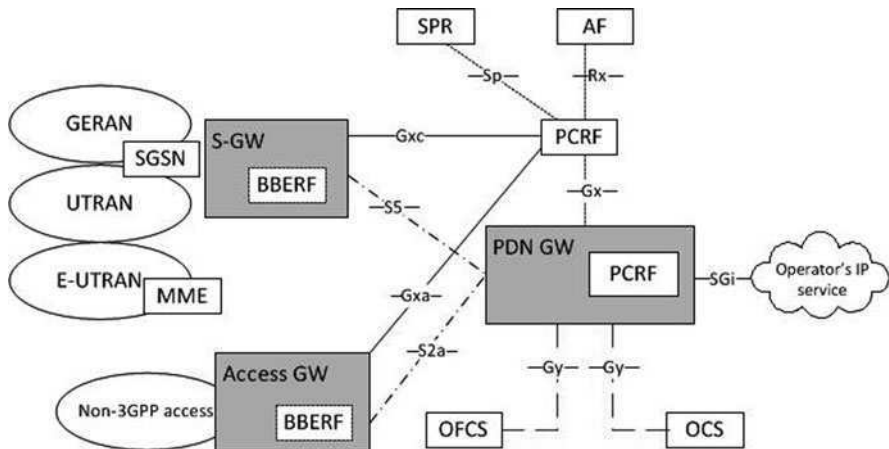 SPR
AF
Sp
Rx
GERAN
S-GW
Gxc
PCRF
SGSN
BBERF
UTRAN
S5
Gx
PDN GW
E-UTRAN
MME
PCRF
SGi
Operator's IP
service
Gxa
S2a
Access GW
Gy
Gy
Non-3GPP access
BBERF
OFCS
OCS